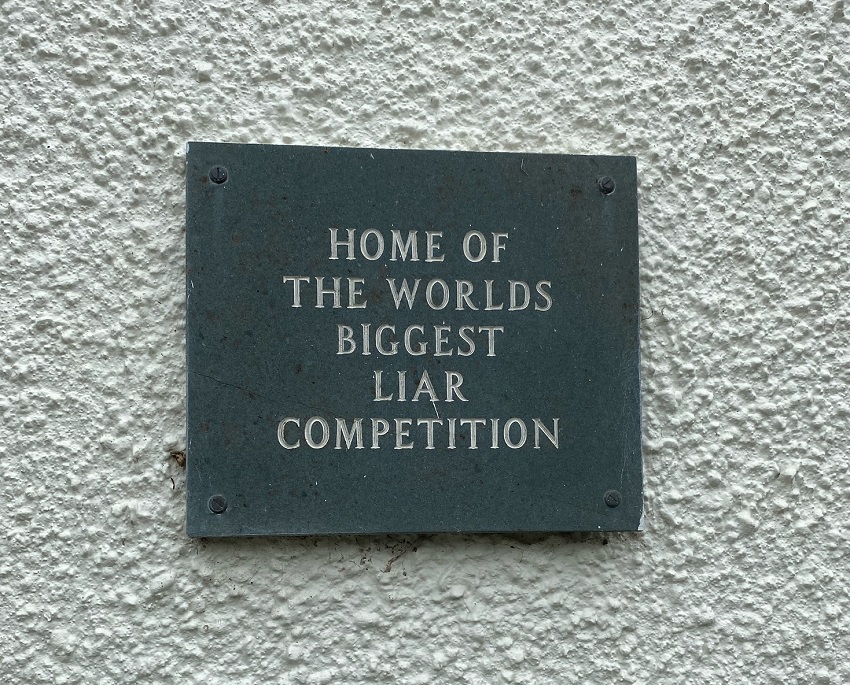 HOME OF
THE WORLDS
BIGGEST
LIAR
COMPETITION